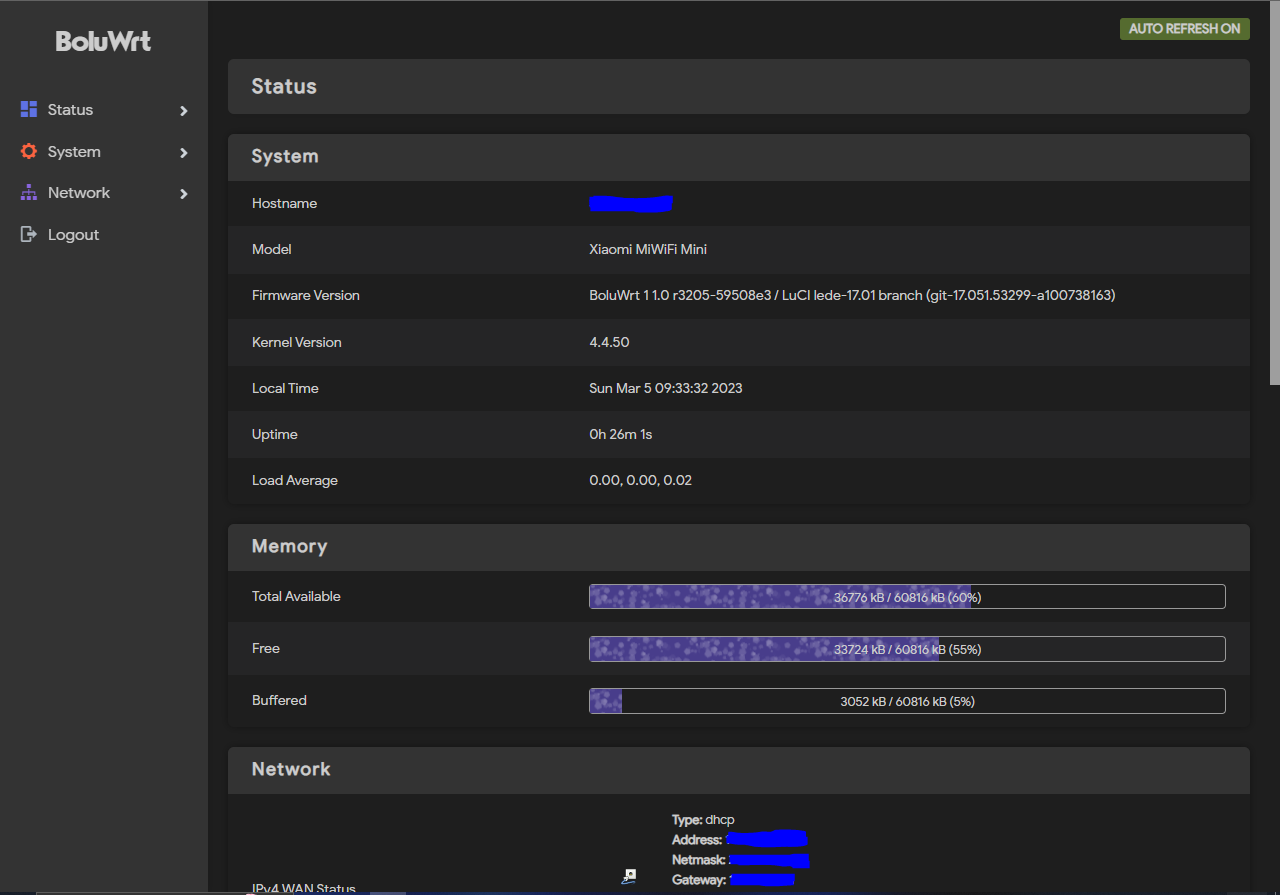 BoluWrt
AUTO REFRESH ON
Status
System
Network
Logout
Status
System
Hostname
Model Xiaomi MiWiFi Mini
Firmware Version BoluWrt 1 1.0 r3205-59508e3 / LuCI lede-17.01 branch (git-17.051.53299-a100738163)
Kernel Version 4.4.50
Local Time Sun Mar 5 09:33:32 2023
Uptime 0h 26m 1s
Load Average 0.00, 0.00, 0.02
Memory
Total Available 36776 kB / 60816 kB (60%)
Free 33724 kB / 60816 kB (55%)
Buffered 3052 kB / 60816 kB (5%)
Network
Type: dhcp
Address:
Netmask:
Gateway:
IPv4 WAN Status